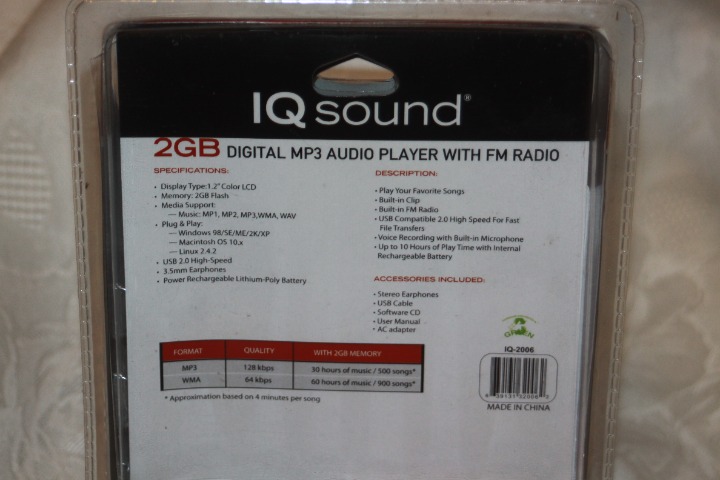 IQ sound®
2GB DIGITAL MP3 AUDIO PLAYER WITH FM RADIO
SPECIFICATIONS:
• Display Type:1.2" Color LCD
• Memory: 2GB Flash
• Media Support:
— Music: MP1, MP2, MP3,WMA, WAV
• Plug & Play:
— Windows 98/SE/ME/2K/XP
— Macintosh OS 10.x
— Linux 2.4.2
• USB 2.0 High-Speed
• 3.5mm Earphones
• Power Rechargeable Lithium-Poly Battery
DESCRIPTION:
• Play Your Favorite Songs
• Built-in Clip
• Built-in FM Radio
• USB Compatible 2.0 High Speed For Fast
File Transfers
• Voice Recording with Built-in Microphone
• Up to 10 Hours of Play Time with Internal
Rechargeable Battery
ACCESSORIES INCLUDED:
• Stereo Earphones
• USB Cable
• Software CD
• User Manual
• AC adapter
FORMAT QUALITY WITH 2GB MEMORY
MP3 128 kbps 30 hours of music / 500 songs*
WMA 64 kbps 60 hours of music / 900 songs*
* Approximation based on 4 minutes per song
GREEN
IQ-2006
MADE IN CHINA